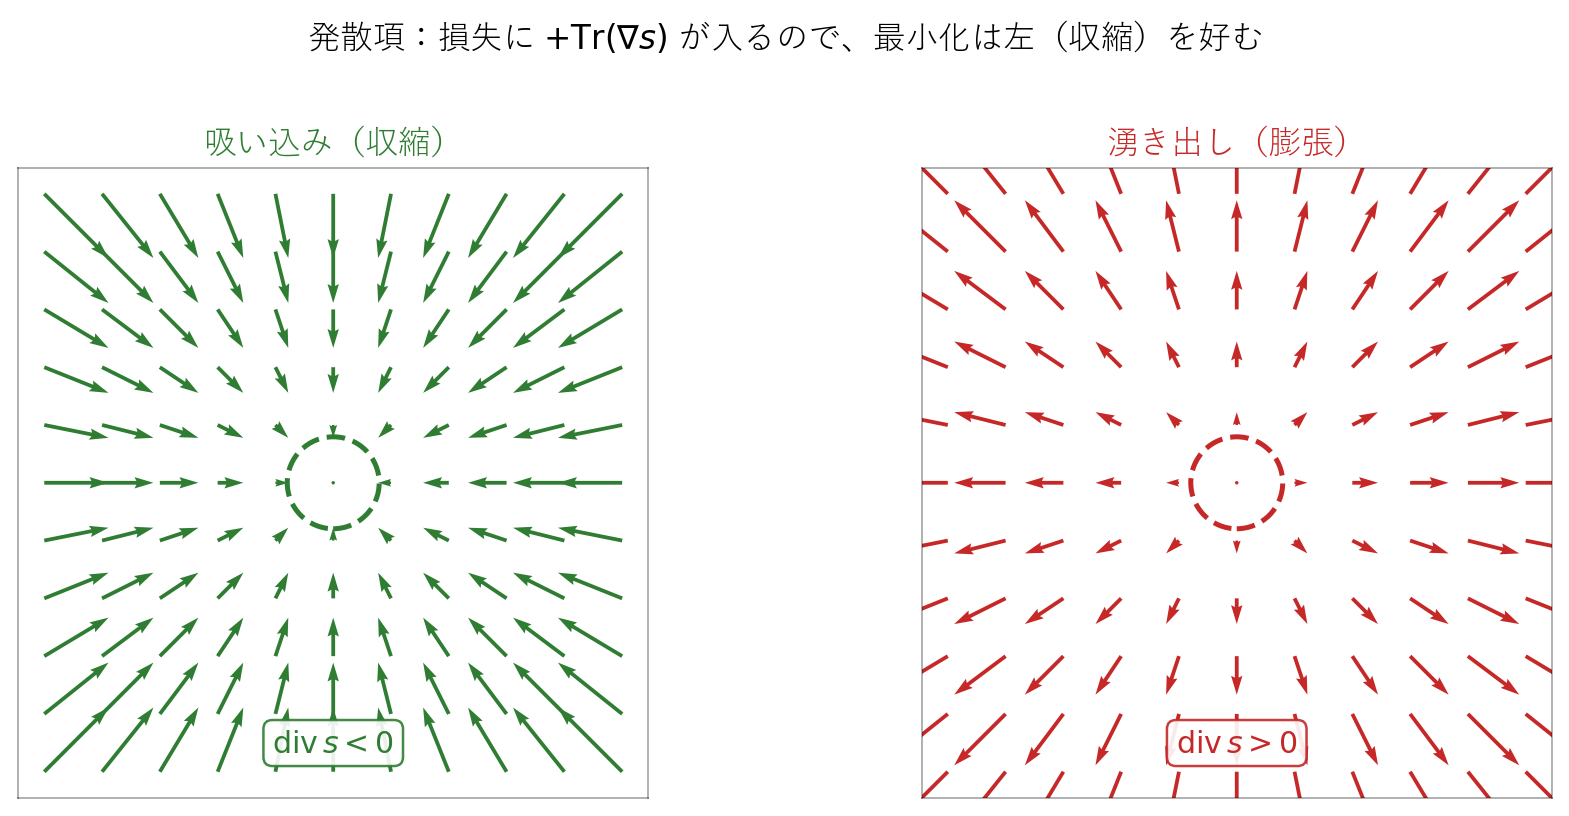 発散項：損失に +Tr(∇s) が入るので、最小化は左（収縮）を好む
吸い込み（収縮）
湧き出し（膨張）
div s < 0
div s > 0